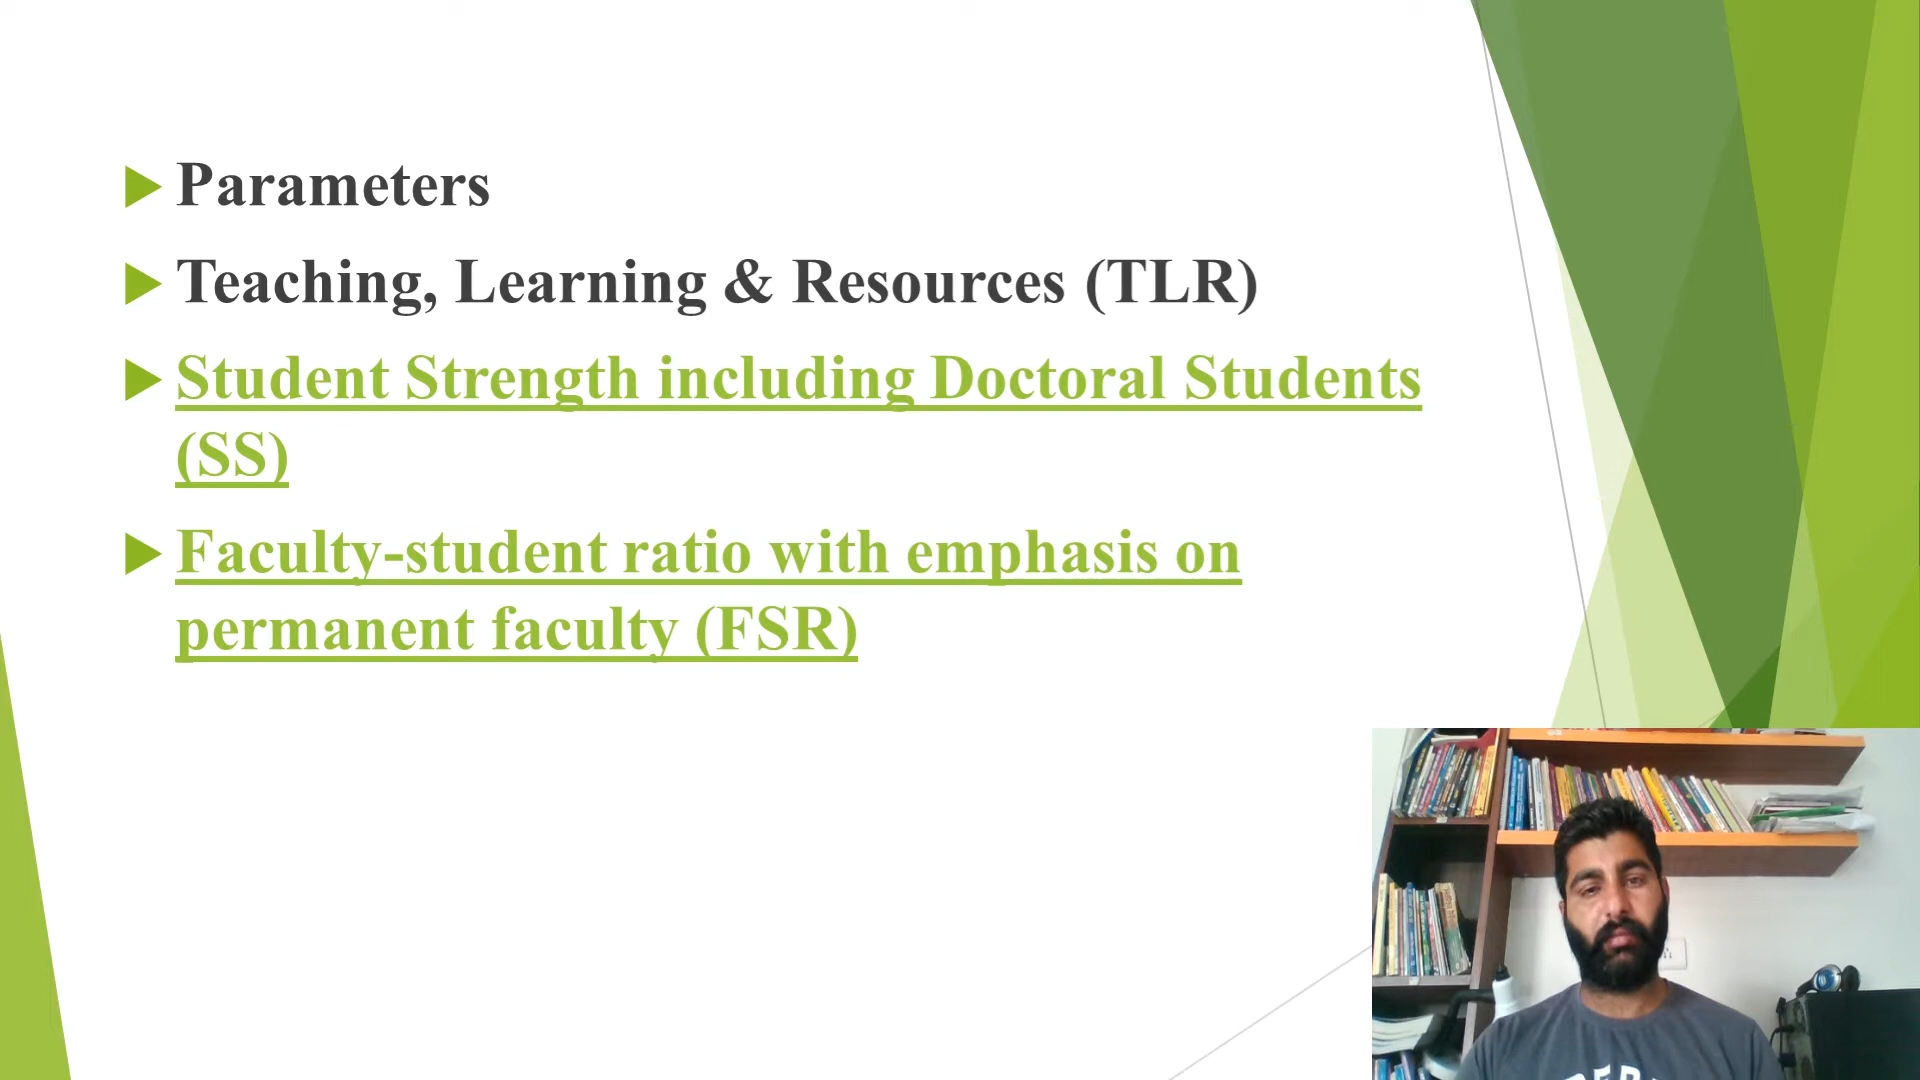 Parameters
Teaching, Learning & Resources (TLR)
Student Strength including Doctoral Students
(SS)
Faculty-student ratio with emphasis on
permanent faculty (FSR)